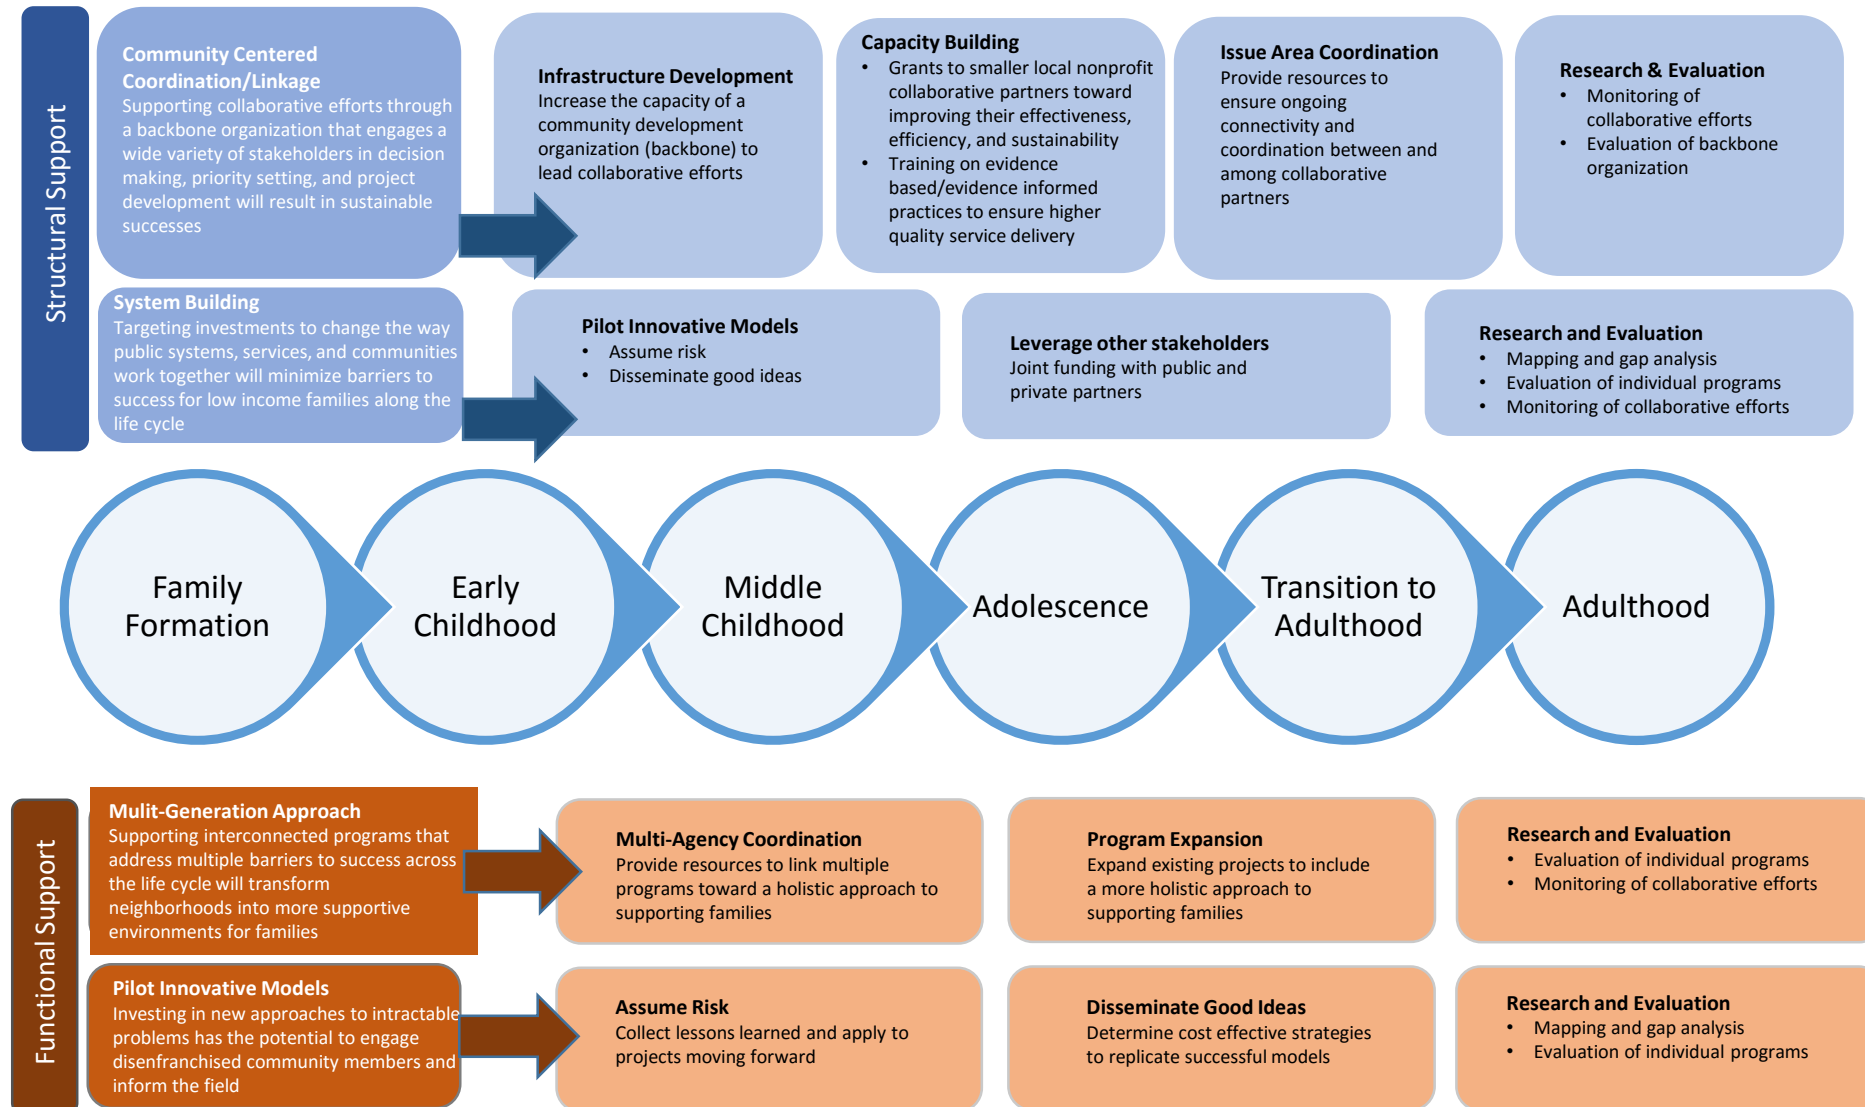 Structural Support
Community Centered
Coordination/Linkage
Supporting collaborative efforts through
a backbone organization that engages a
wide variety of stakeholders in decision
making, priority setting, and project
development will result in sustainable
successes
Infrastructure Development
Increase the capacity of a
community development
organization (backbone) to
lead collaborative efforts
Capacity Building
• Grants to smaller local nonprofit
collaborative partners toward
improving their effectiveness,
efficiency, and sustainability
• Training on evidence
based/evidence informed
practices to ensure higher
quality service delivery
Issue Area Coordination
Provide resources to
ensure ongoing
connectivity and
coordination between and
among collaborative
partners
Research & Evaluation
• Monitoring of
collaborative efforts
• Evaluation of backbone
organization
System Building
Targeting investments to change the way
public systems, services, and communities
work together will minimize barriers to
success for low income families along the
life cycle
Pilot Innovative Models
• Assume risk
• Disseminate good ideas
Leverage other stakeholders
Joint funding with public and
private partners
Research and Evaluation
• Mapping and gap analysis
• Evaluation of individual programs
• Monitoring of collaborative efforts
Family
Formation
Early
Childhood
Middle
Childhood
Adolescence
Transition to
Adulthood
Adulthood
Functional Support
Mulit-Generation Approach
Supporting interconnected programs that
address multiple barriers to success across
the life cycle will transform
neighborhoods into more supportive
environments for families
Multi-Agency Coordination
Provide resources to link multiple
programs toward a holistic approach to
supporting families
Program Expansion
Expand existing projects to include
a more holistic approach to
supporting families
Research and Evaluation
• Evaluation of individual programs
• Monitoring of collaborative efforts
Pilot Innovative Models
Investing in new approaches to intractable
problems has the potential to engage
disenfranchised community members and
inform the field
Assume Risk
Collect lessons learned and apply to
projects moving forward
Disseminate Good Ideas
Determine cost effective strategies
to replicate successful models
Research and Evaluation
• Mapping and gap analysis
• Evaluation of individual programs